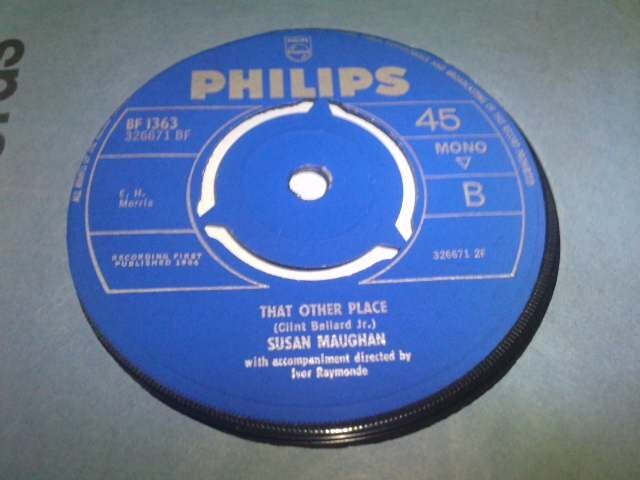 PHILIPS
BF 1363
326671 BF
45
MONO
B
E. H.
Morris
326671 2F
RECORDING FIRST
PUBLISHED 1964
THAT OTHER PLACE
(Clint Ballard Jr.)
SUSAN MAUGHAN
with accompaniment directed by
Ivor Raymonde